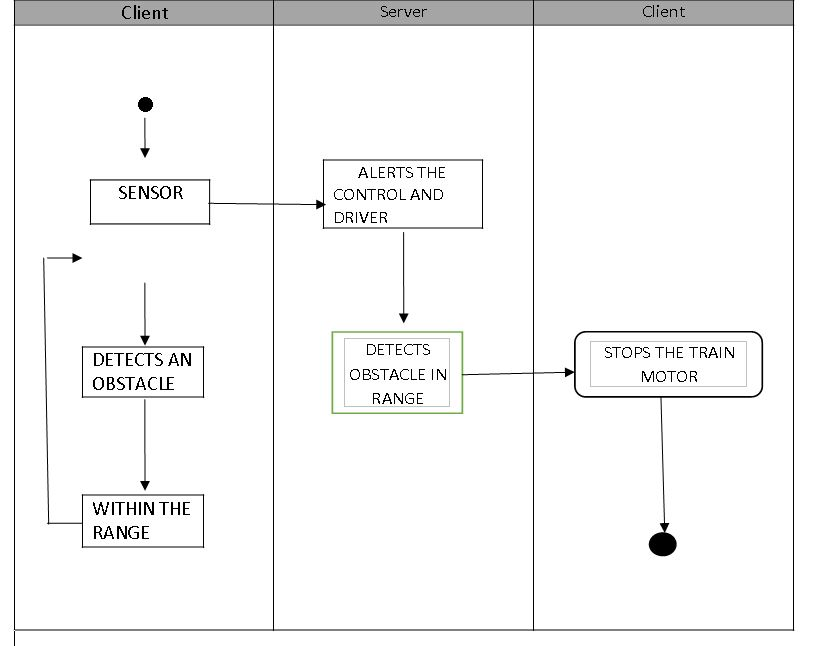 Client
Server
Client
SENSOR
DETECTS AN
OBSTACLE
WITHIN THE
RANGE
ALERTS THE
CONTROL AND
DRIVER
DETECTS
OBSTACLE IN
RANGE
STOPS THE TRAIN
MOTOR